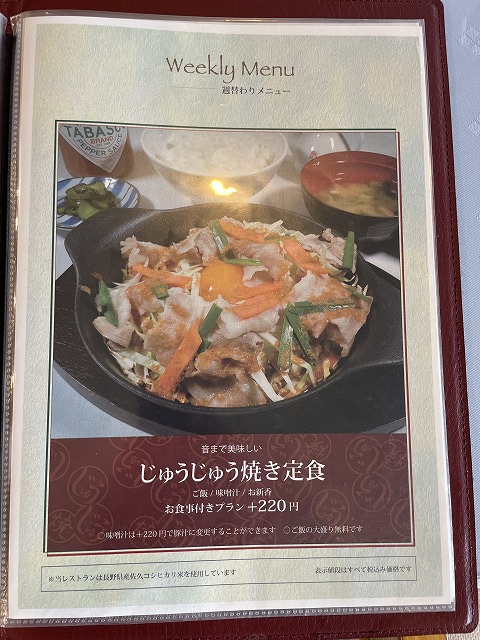 Weekly Menu
週替わりメニュー
TABASCO
BRAND
PEPPER SAUCE
音まで美味しい
じゅうじゅう焼き定食
ご飯 / 味噌汁 / お新香
お食事付きプラン +220円
○味噌汁は+220円で豚汁に変更することができます ○ご飯の大盛り無料です
※当レストランは長野県産佐久コシヒカリ米を使用しています
表示値段はすべて税込み価格です